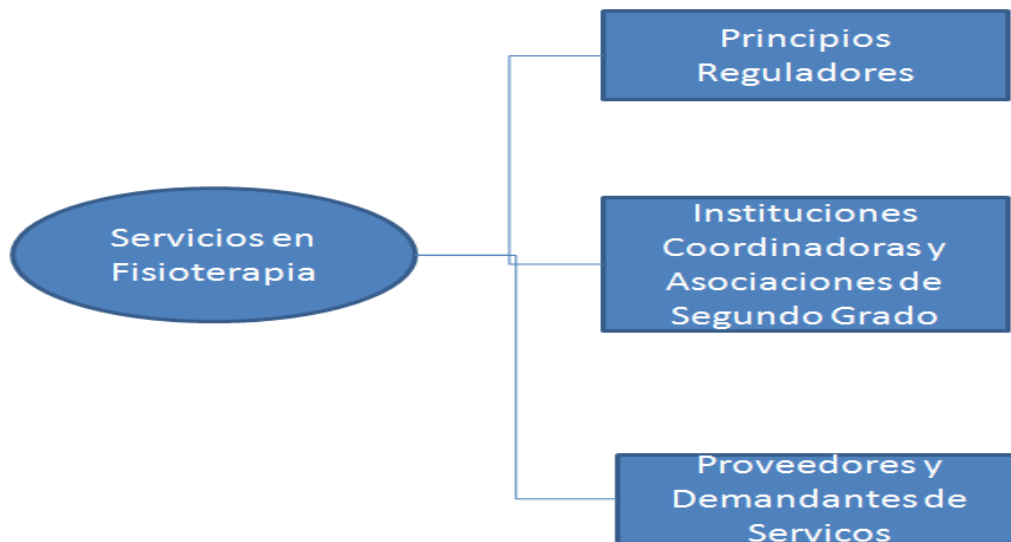 Principios
Reguladores
Servicios en
Fisioterapia
Instituciones
Coordinadoras y
Asociaciones de
Segundo Grado
Proveedores y
Demandantes de
Servicos